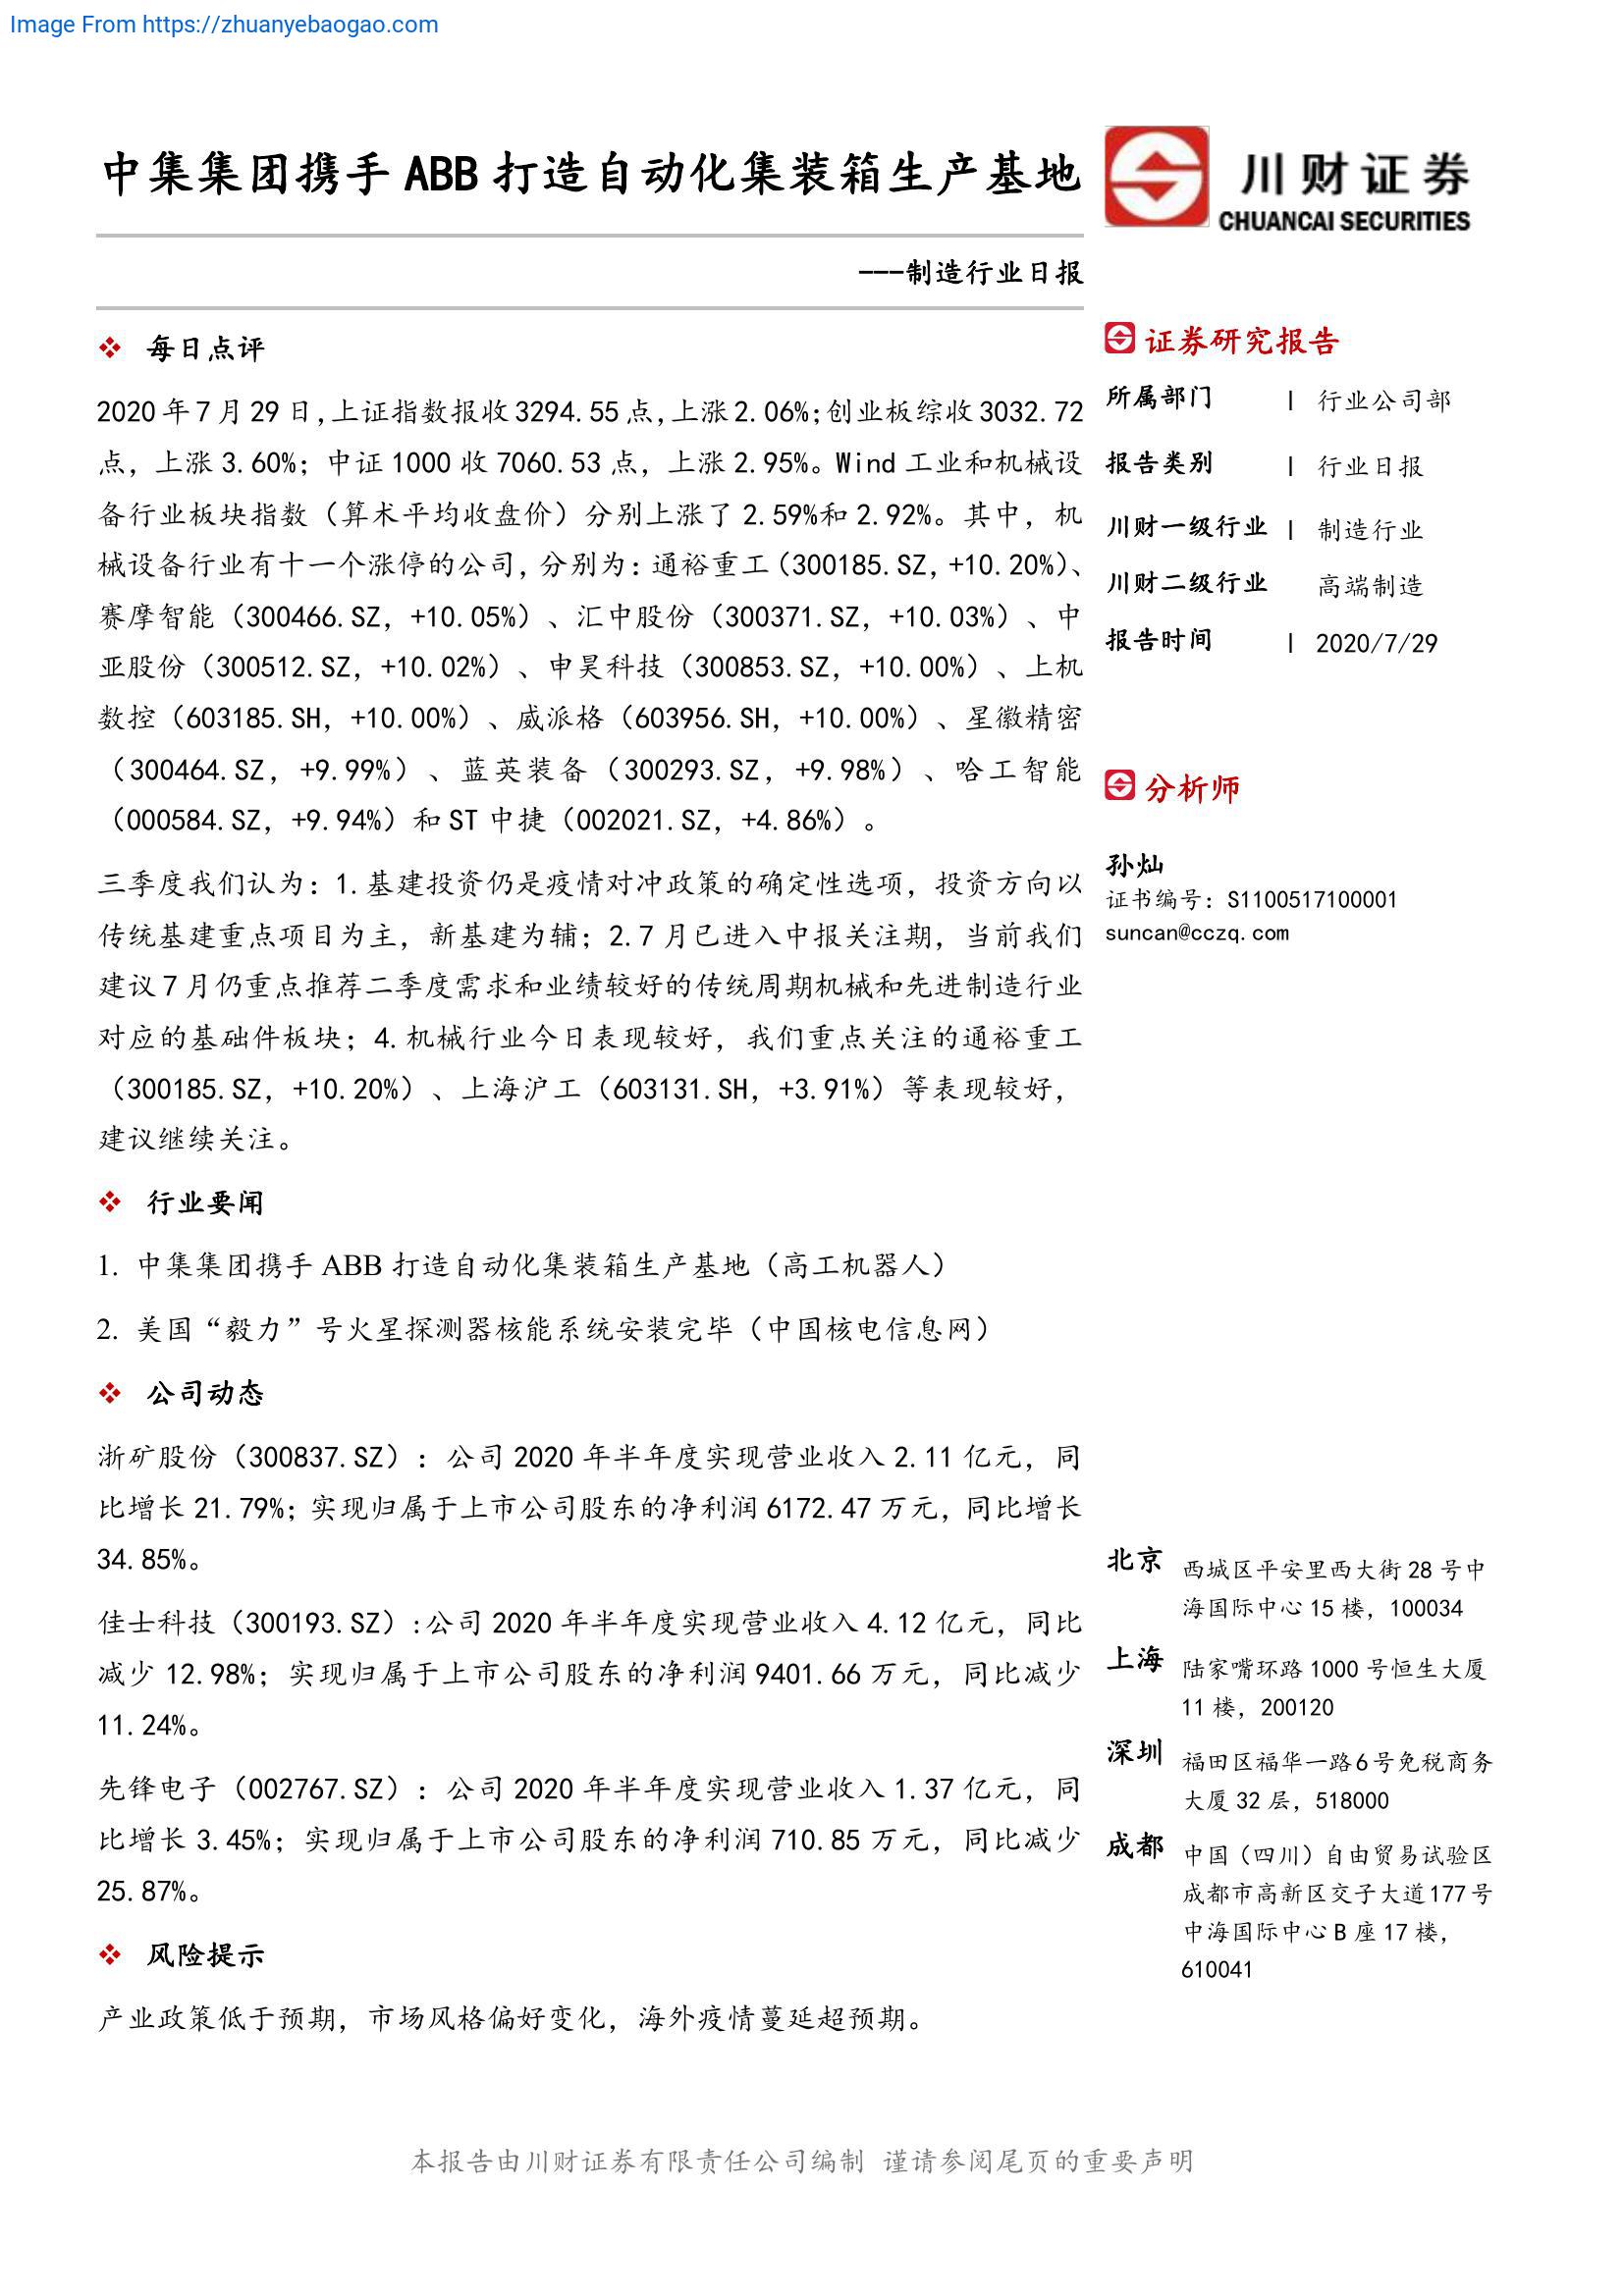 Image From https://zhuanyebaogao.com
中集集团携手 ABB 打造自动化集装箱生产基地
川财证券
CHUANCAI SECURITIES
---制造行业日报
❖ 每日点评
2020 年 7 月 29 日,上证指数报收 3294.55 点,上涨 2.06%;创业板综收 3032.72
点，上涨 3.60%；中证 1000 收 7060.53 点，上涨 2.95%。Wind 工业和机械设
备行业板块指数（算术平均收盘价）分别上涨了 2.59%和 2.92%。其中，机
械设备行业有十一个涨停的公司,分别为:通裕重工（300185.SZ,+10.20%）、
赛摩智能（300466.SZ，+10.05%）、汇中股份（300371.SZ，+10.03%）、中
亚股份（300512.SZ，+10.02%）、申昊科技（300853.SZ，+10.00%）、上机
数控（603185.SH，+10.00%）、威派格（603956.SH，+10.00%）、星徽精密
（300464.SZ，+9.99%）、蓝英装备（300293.SZ，+9.98%）、哈工智能
（000584.SZ，+9.94%）和 ST 中捷（002021.SZ，+4.86%）。
三季度我们认为：1.基建投资仍是疫情对冲政策的确定性选项，投资方向以
传统基建重点项目为主，新基建为辅；2.7 月已进入中报关注期，当前我们
建议 7 月仍重点推荐二季度需求和业绩较好的传统周期机械和先进制造行业
对应的基础件板块；4.机械行业今日表现较好，我们重点关注的通裕重工
（300185.SZ，+10.20%）、上海沪工（603131.SH，+3.91%）等表现较好，
建议继续关注。
❖ 行业要闻
1. 中集集团携手 ABB 打造自动化集装箱生产基地（高工机器人）
2. 美国“毅力”号火星探测器核能系统安装完毕（中国核电信息网）
❖ 公司动态
浙矿股份（300837.SZ）：公司 2020 年半年度实现营业收入 2.11 亿元，同
比增长 21.79%；实现归属于上市公司股东的净利润 6172.47 万元，同比增长
34.85%。
佳士科技（300193.SZ）:公司 2020 年半年度实现营业收入 4.12 亿元，同比
减少 12.98%；实现归属于上市公司股东的净利润 9401.66 万元，同比减少
11.24%。
先锋电子（002767.SZ）：公司 2020 年半年度实现营业收入 1.37 亿元，同
比增长 3.45%；实现归属于上市公司股东的净利润 710.85 万元，同比减少
25.87%。
❖ 风险提示
产业政策低于预期，市场风格偏好变化，海外疫情蔓延超预期。
证券研究报告
所属部门 | 行业公司部
报告类别 | 行业日报
川财一级行业 | 制造行业
川财二级行业 高端制造
报告时间 | 2020/7/29
分析师
孙灿
证书编号：S1100517100001
suncan@cczq.com
北京 西城区平安里西大街 28 号中
海国际中心 15 楼，100034
上海 陆家嘴环路 1000 号恒生大厦
11 楼，200120
深圳 福田区福华一路 6 号免税商务
大厦 32 层，518000
成都 中国（四川）自由贸易试验区
成都市高新区交子大道 177 号
中海国际中心 B 座 17 楼，
610041
本报告由川财证券有限责任公司编制 谨请参阅尾页的重要声明